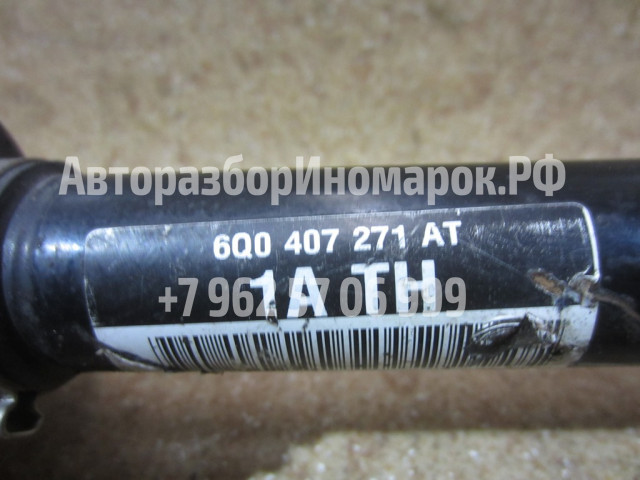 АвторазборИномарок.РФ
6Q0 407 271 AT
1A TH